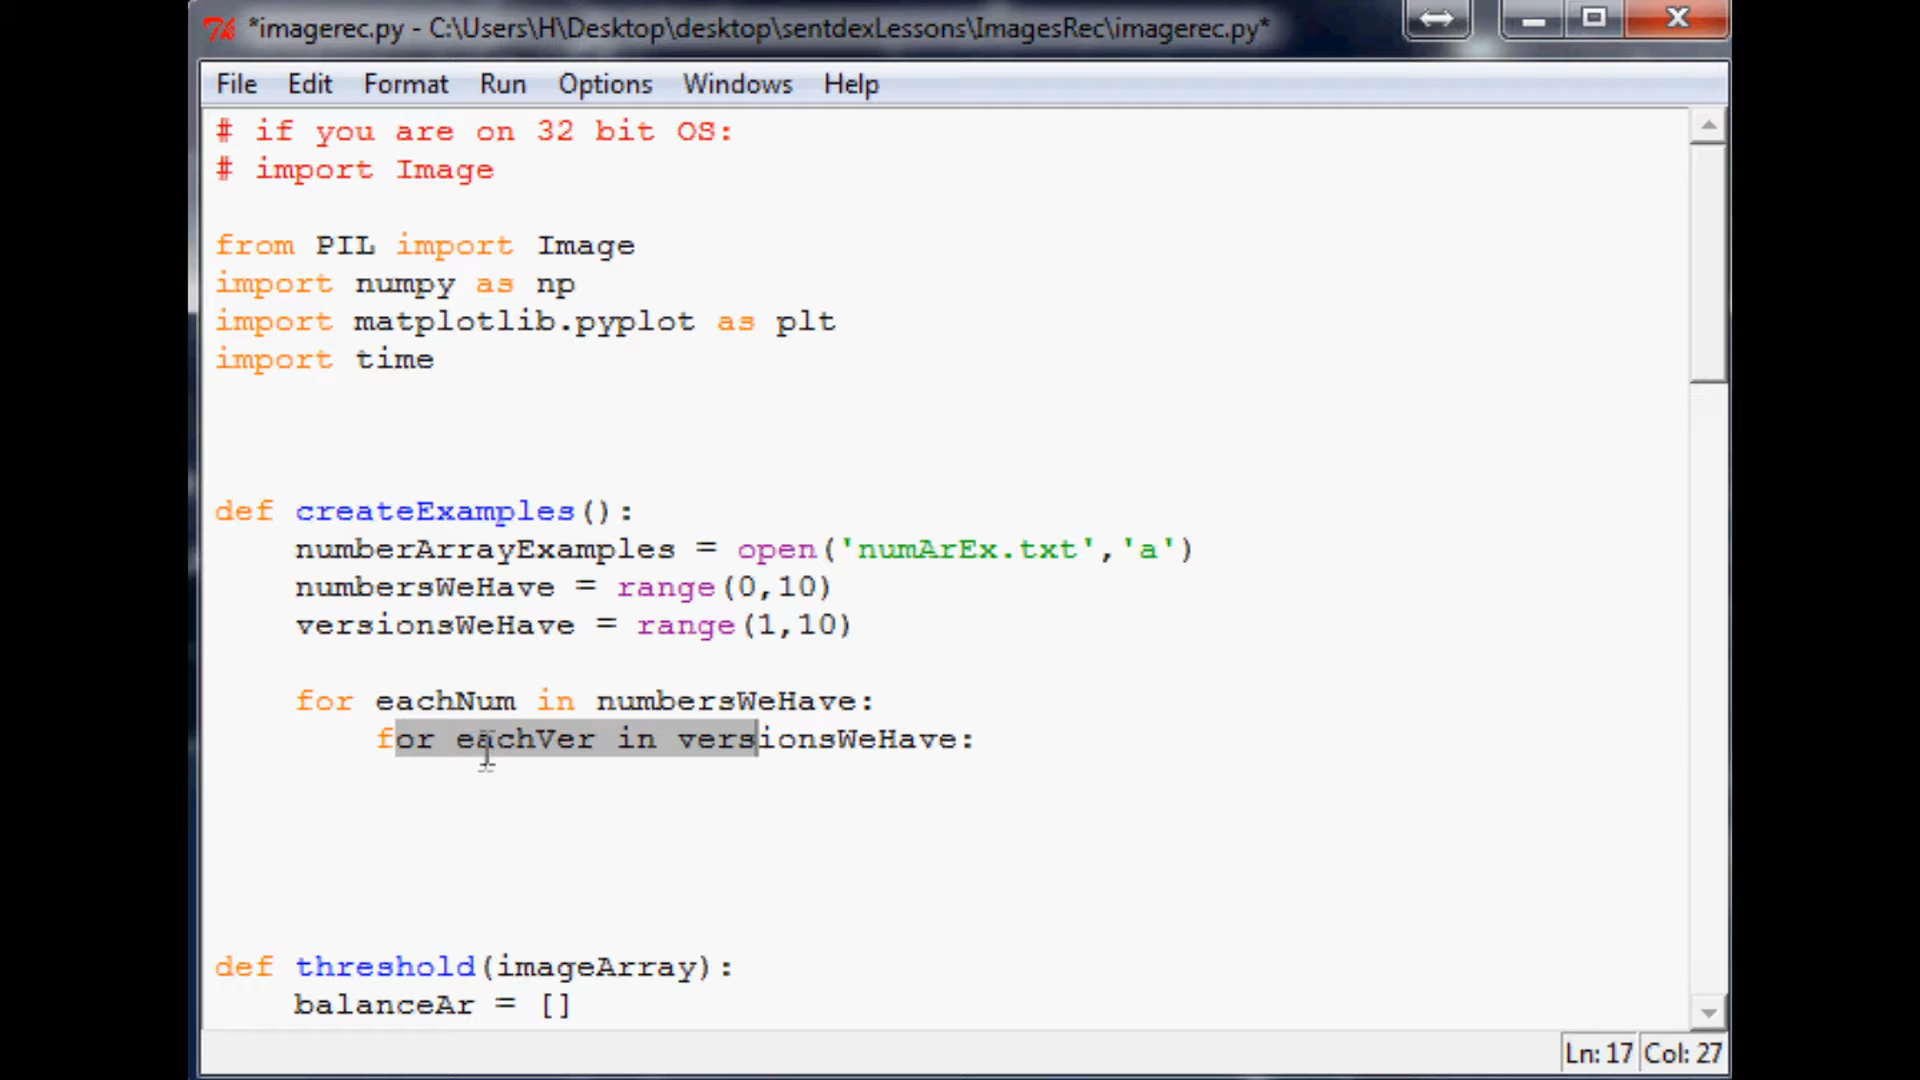 *imagerec.py - C:\Users\H\Desktop\desktop\sentdexLessons\ImagesRec\imagerec.py*
File Edit Format Run Options Windows Help
# if you are on 32 bit OS:
# import Image
from PIL import Image
import numpy as np
import matplotlib.pyplot as plt
import time
def createExamples():
    numberArrayExamples = open('numArEx.txt','a')
    numbersWeHave = range(0,10)
    versionsWeHave = range(1,10)
    for eachNum in numbersWeHave:
        for eachVer in versionsWeHave:
def threshold(imageArray):
    balanceAr = []
Ln: 17 Col: 27